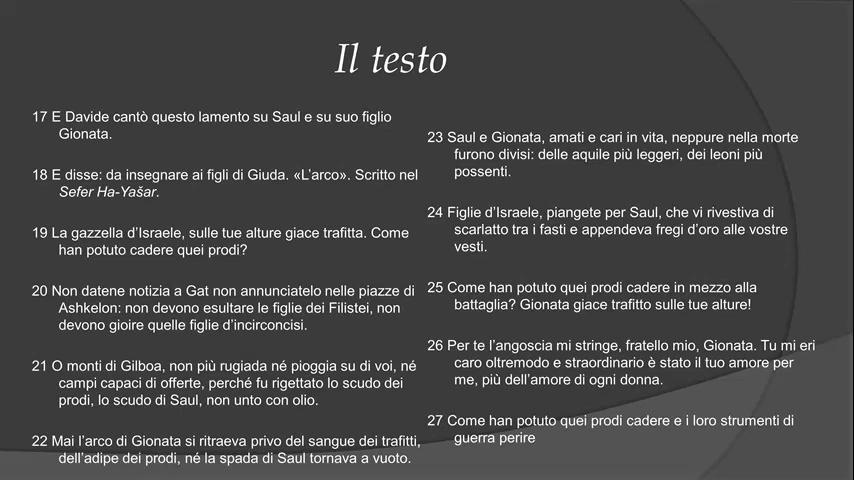 Il testo
17 E Davide cantò questo lamento su Saul e su suo figlio
Gionata.
18 E disse: da insegnare ai figli di Giuda. «L’arco». Scritto nel
Sefer Ha-Yašar.
19 La gazzella d’Israele, sulle tue alture giace trafitta. Come
han potuto cadere quei prodi?
20 Non datene notizia a Gat non annunciatelo nelle piazze di
Ashkelon: non devono esultare le figlie dei Filistei, non
devono gioire quelle figlie d’incirconcisi.
21 O monti di Gilboa, non più rugiada né pioggia su di voi, né
campi capaci di offerte, perché fu rigettato lo scudo dei
prodi, lo scudo di Saul, non unto con olio.
22 Mai l’arco di Gionata si ritraeva privo del sangue dei trafitti,
dell’adipe dei prodi, né la spada di Saul tornava a vuoto.
23 Saul e Gionata, amati e cari in vita, neppure nella morte
furono divisi: delle aquile più leggeri, dei leoni più
possenti.
24 Figlie d’Israele, piangete per Saul, che vi rivestiva di
scarlatto tra i fasti e appendeva fregi d’oro alle vostre
vesti.
25 Come han potuto quei prodi cadere in mezzo alla
battaglia? Gionata giace trafitto sulle tue alture!
26 Per te l’angoscia mi stringe, fratello mio, Gionata. Tu mi eri
caro oltremodo e straordinario è stato il tuo amore per
me, più dell’amore di ogni donna.
27 Come han potuto quei prodi cadere e i loro strumenti di
guerra perire